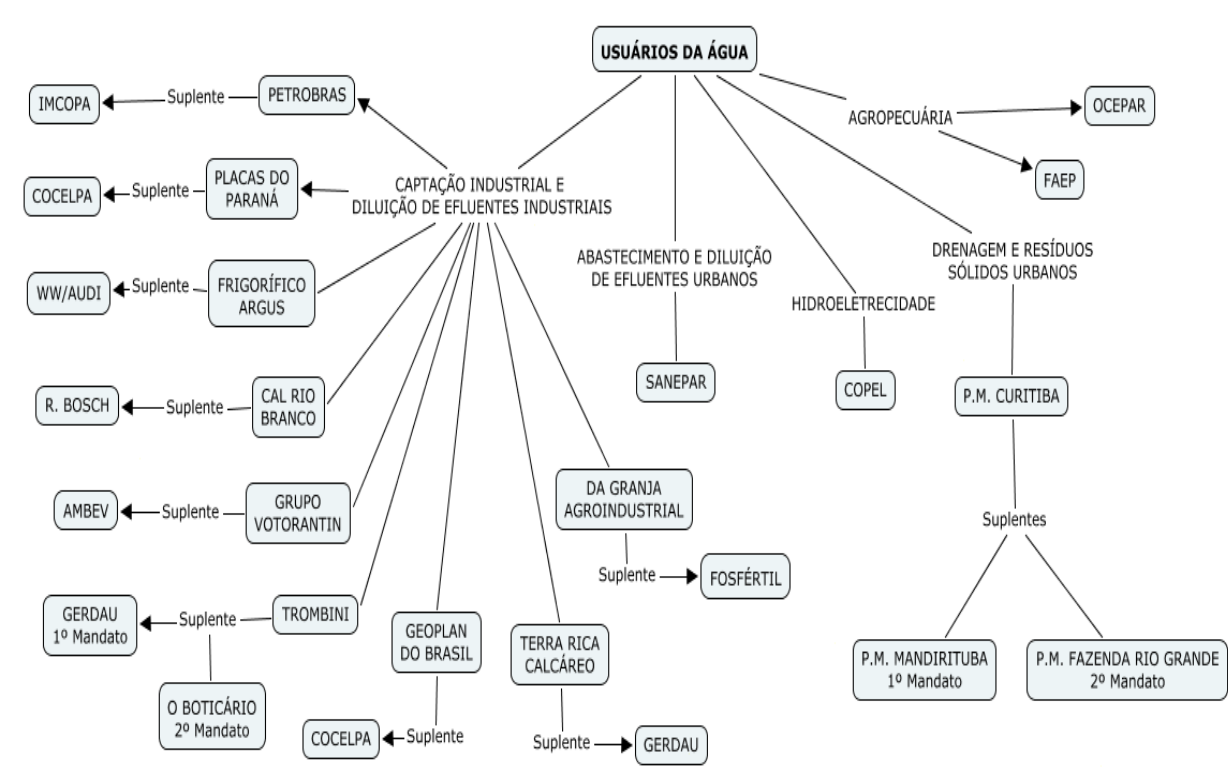 USUÁRIOS DA ÁGUA
IMCOPA
Suplente
PETROBRAS
AGROPECUÁRIA
OCEPAR
FAEP
COCELPA
Suplente
PLACAS DO
PARANÁ
CAPTAÇÃO INDUSTRIAL E
DILUIÇÃO DE EFLUENTES INDUSTRIAIS
ABASTECIMENTO E DILUIÇÃO
DE EFLUENTES URBANOS
HIDROELETRECIDADE
DRENAGEM E RESÍDUOS
SÓLIDOS URBANOS
WW/AUDI
Suplente
FRIGORÍFICO
ARGUS
SANEPAR
COPEL
P.M. CURITIBA
R. BOSCH
Suplente
CAL RIO
BRANCO
AMBEV
Suplente
GRUPO
VOTORANTIN
DA GRANJA
AGROINDUSTRIAL
Suplente
FOSFÉRTIL
Suplentes
GERDAU
1º Mandato
Suplente
TROMBINI
O BOTICÁRIO
2º Mandato
GEOPLAN
DO BRASIL
TERRA RICA
CALCÁREO
P.M. MANDIRITUBA
1º Mandato
P.M. FAZENDA RIO GRANDE
2º Mandato
COCELPA
Suplente
Suplente
GERDAU